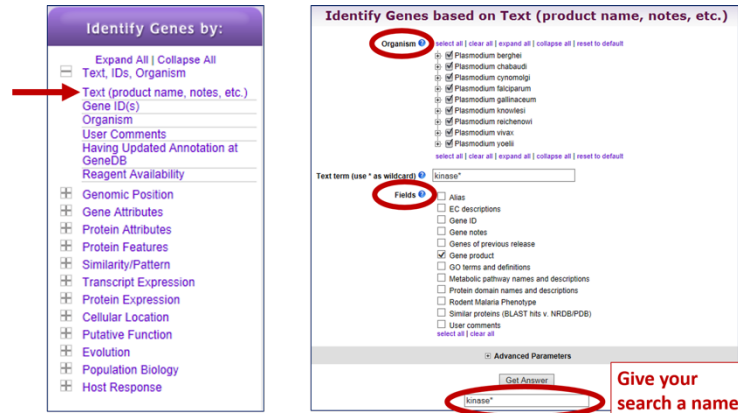 Identify Genes by:
Expand All | Collapse All
Text, IDs, Organism
Text (product name, notes, etc.)
Gene ID(s)
Organism
User Comments
Having Updated Annotation at
GeneDB
Reagent Availability
Genomic Position
Gene Attributes
Protein Attributes
Protein Features
Similarity/Pattern
Transcript Expression
Protein Expression
Cellular Location
Putative Function
Evolution
Population Biology
Host Response
Identify Genes based on Text (product name, notes, etc.)
Organism ?
select all | clear all | expand all | collapse all | reset to default
Plasmodium berghei
Plasmodium chabaudi
Plasmodium cynomolgi
Plasmodium falciparum
Plasmodium gallinaceum
Plasmodium knowlesi
Plasmodium reichenowi
Plasmodium vivax
Plasmodium yoelii
select all | clear all | expand all | collapse all | reset to default
Text term (use * as wildcard) ? kinase*
Fields ?
Alias
EC descriptions
Gene ID
Gene notes
Genes of previous release
Gene product
GO terms and definitions
Metabolic pathway names and descriptions
Protein domain names and descriptions
Rodent Malaria Phenotype
Similar proteins (BLAST hits v. NRDB/PDB)
User comments
select all | clear all
Advanced Parameters
Get Answer
kinase*
Give your
search a name